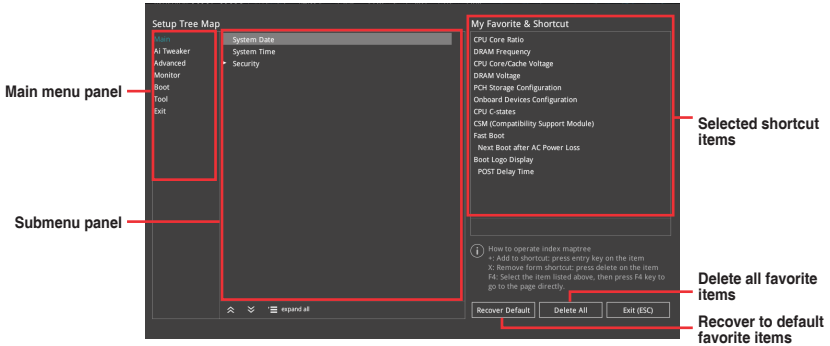 Setup Tree Map
My Favorite & Shortcut
Main
Ai Tweaker
Advanced
Monitor
Boot
Tool
Exit
System Date
System Time
Security
CPU Core Ratio
DRAM Frequency
CPU Core/Cache Voltage
DRAM Voltage
PCH Storage Configuration
Onboard Devices Configuration
CPU C-states
CSM (Compatibility Support Module)
Fast Boot
Next Boot after AC Power Loss
Boot Logo Display
POST Delay Time
Main menu panel
Selected shortcut
items
Submenu panel
How to operate index maptree
+: Add to shortcut: press entry key on the item
X: Remove form shortcut: press delete on the item
F4: Select the item listed above, then press F4 key to
go to the page directly.
Delete all favorite
items
expand all
Recover Default
Delete All
Exit (ESC)
Recover to default
favorite items